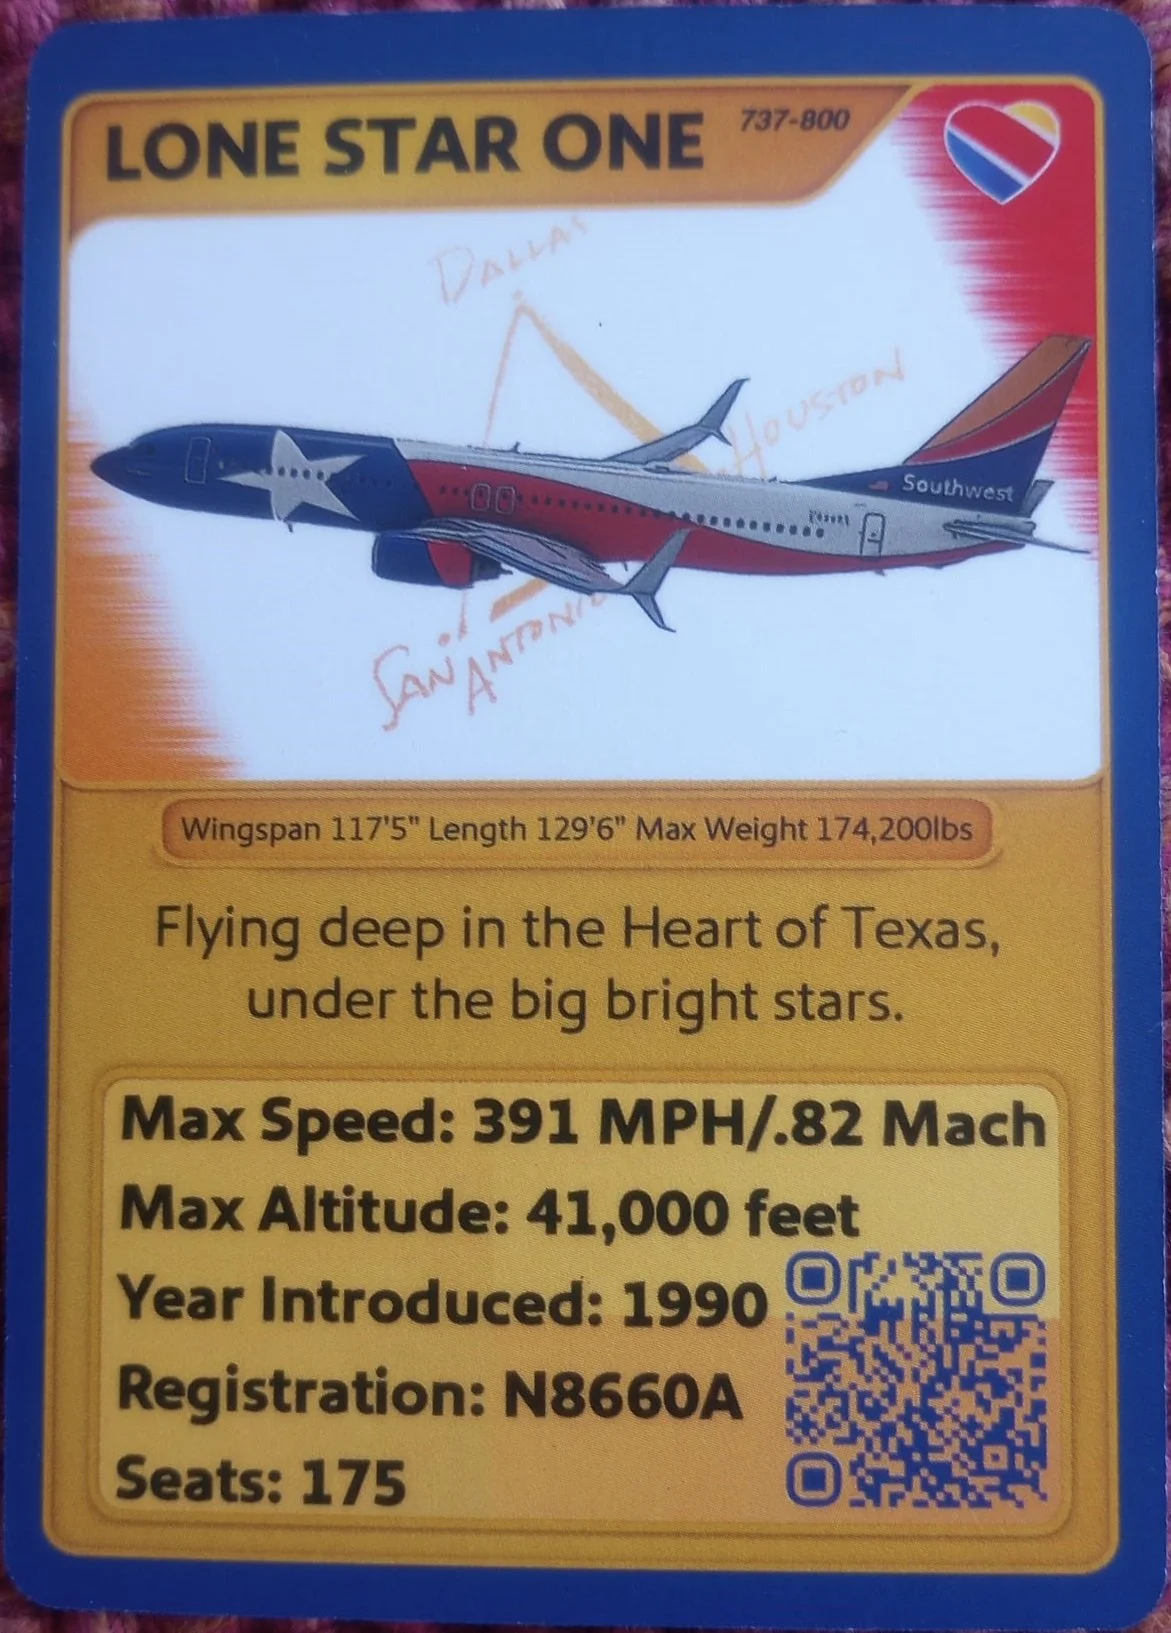 LONE STAR ONE
737-800
DALLAS
HOUSTON
Southwest
SAN ANTONIO
Wingspan 117'5" Length 129'6" Max Weight 174,200lbs
Flying deep in the Heart of Texas,
under the big bright stars.
Max Speed: 391 MPH/.82 Mach
Max Altitude: 41,000 feet
Year Introduced: 1990
Registration: N8660A
Seats: 175